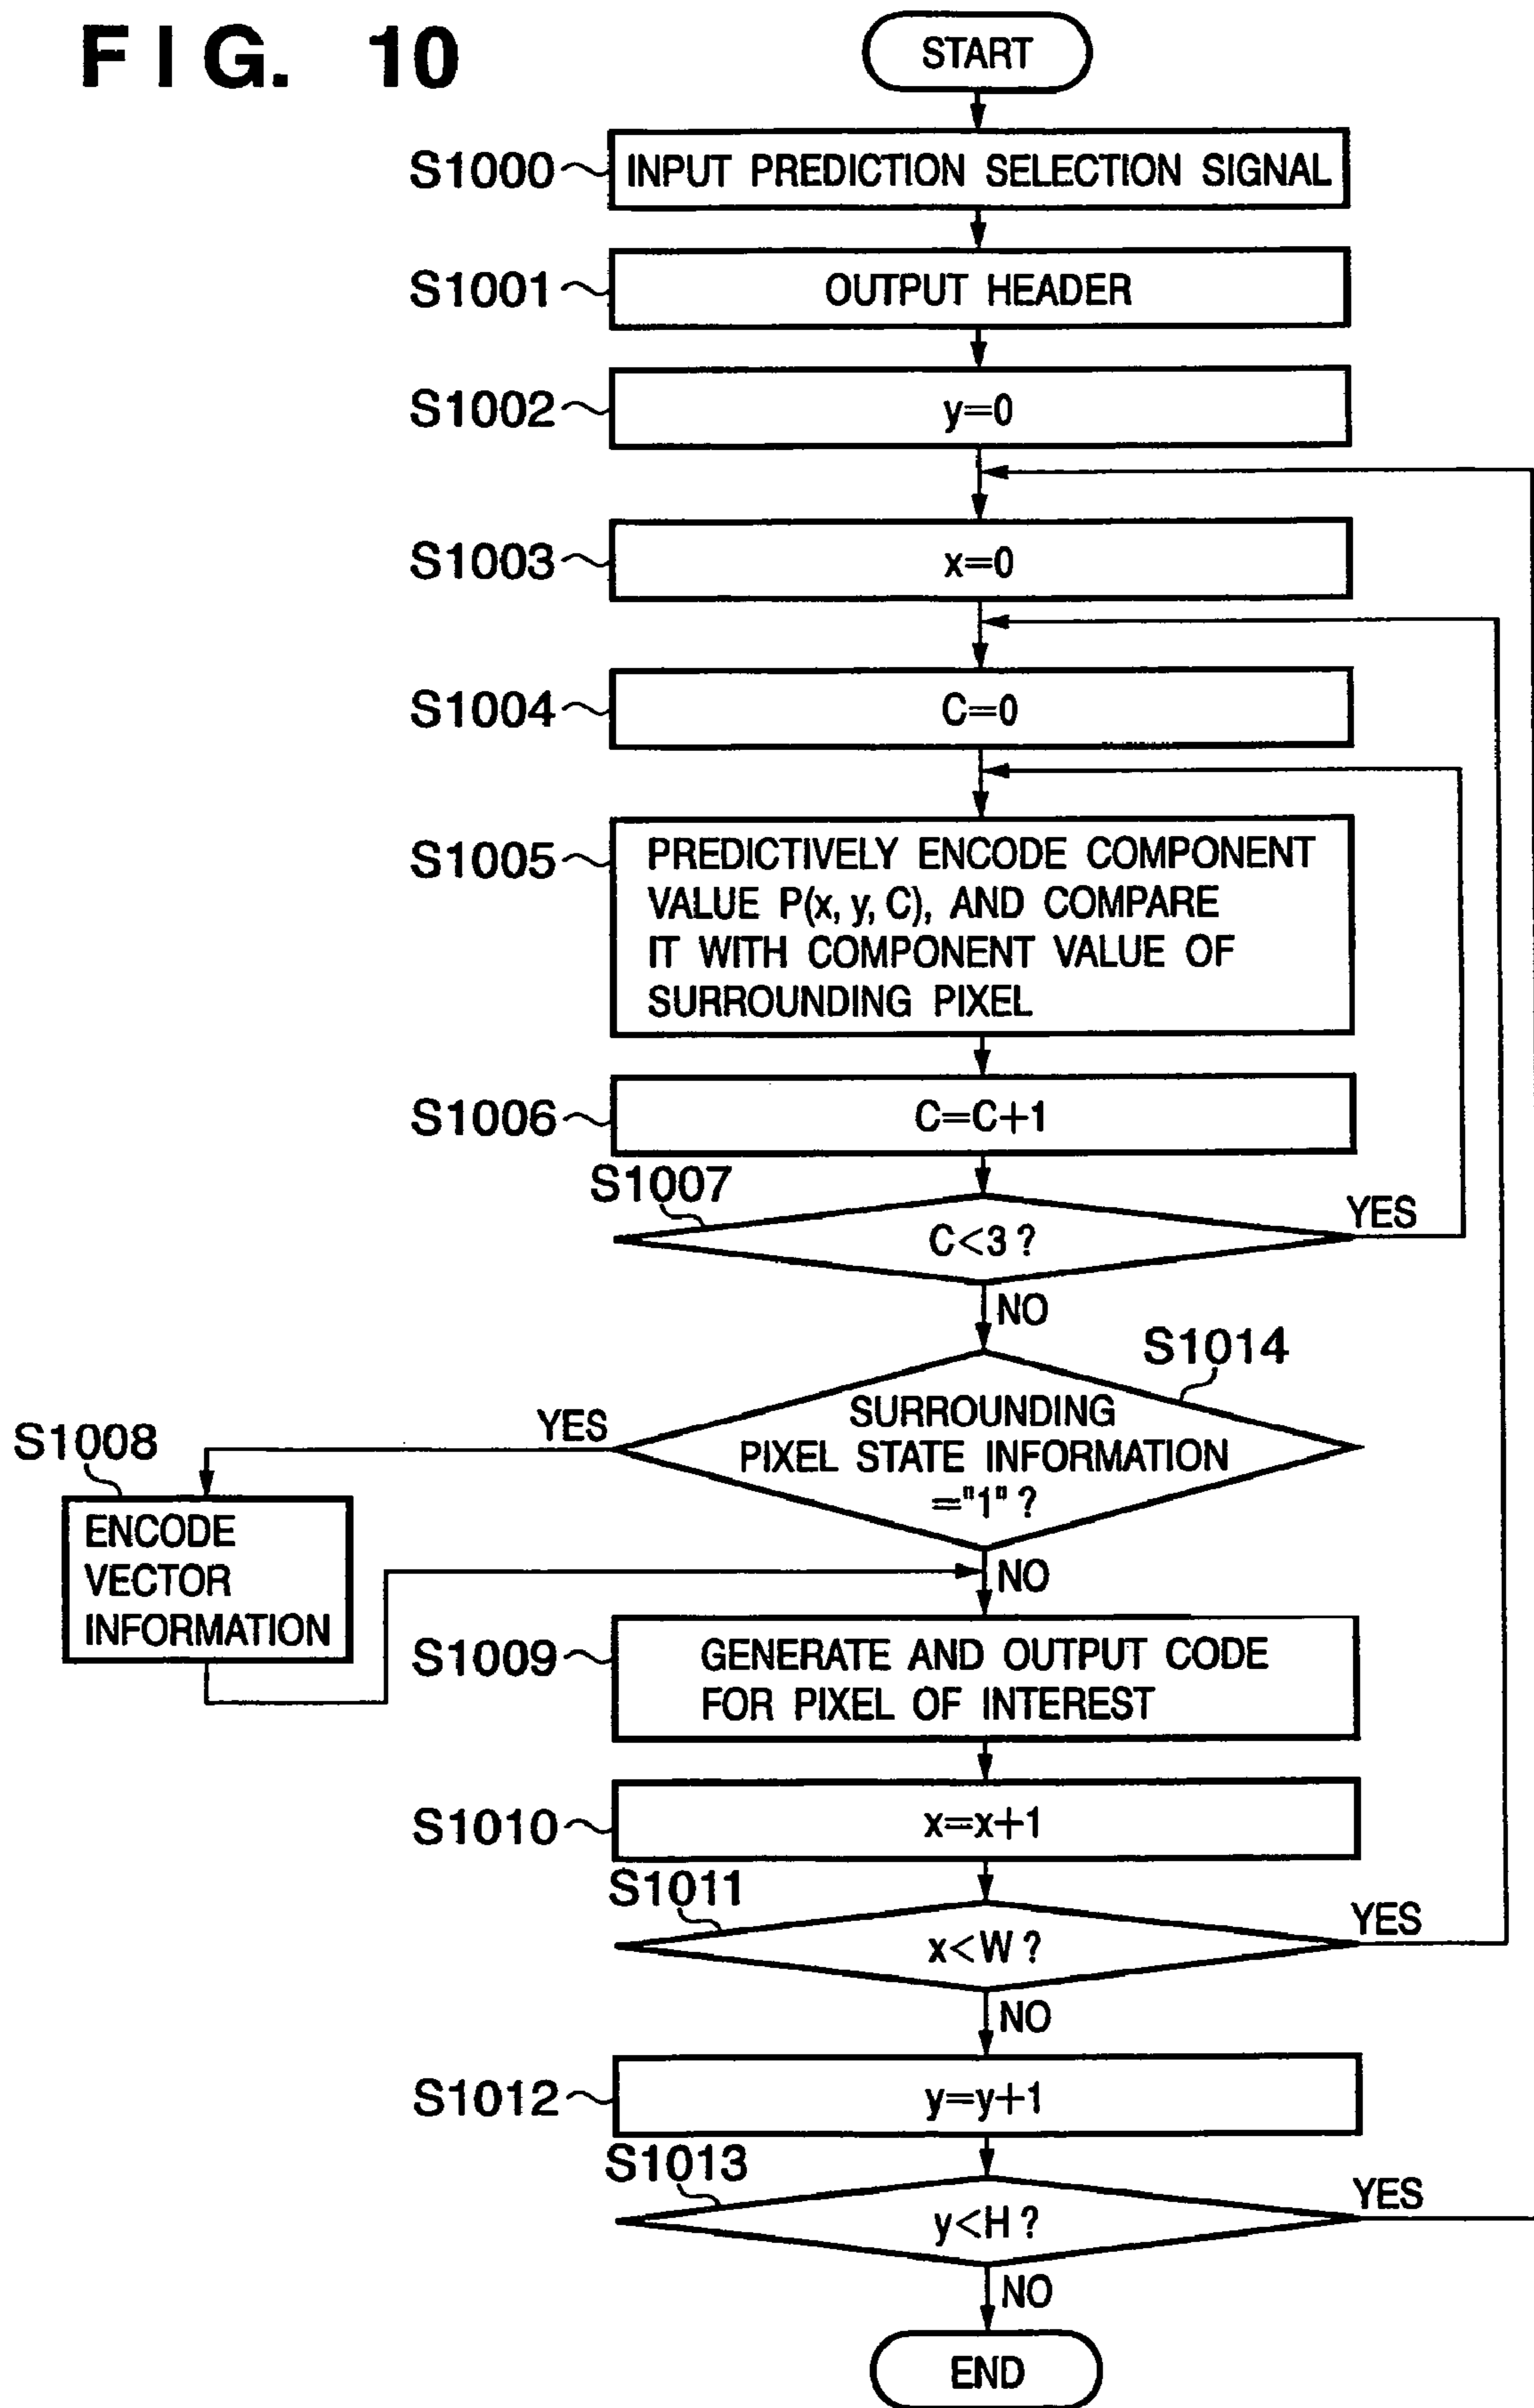 FIG. 10
START
S1000
INPUT PREDICTION SELECTION SIGNAL
S1001
OUTPUT HEADER
S1002
y=0
S1003
x=0
S1004
C=0
S1005
PREDICTIVELY ENCODE COMPONENT
VALUE P(x, y, C), AND COMPARE
IT WITH COMPONENT VALUE OF
SURROUNDING PIXEL
S1006
C=C+1
S1007
C<3 ?
YES
NO
S1014
SURROUNDING
PIXEL STATE INFORMATION
="1" ?
YES
S1008
ENCODE
VECTOR
INFORMATION
NO
S1009
GENERATE AND OUTPUT CODE
FOR PIXEL OF INTEREST
S1010
x=x+1
S1011
x<W ?
YES
NO
S1012
y=y+1
S1013
y<H ?
YES
NO
END